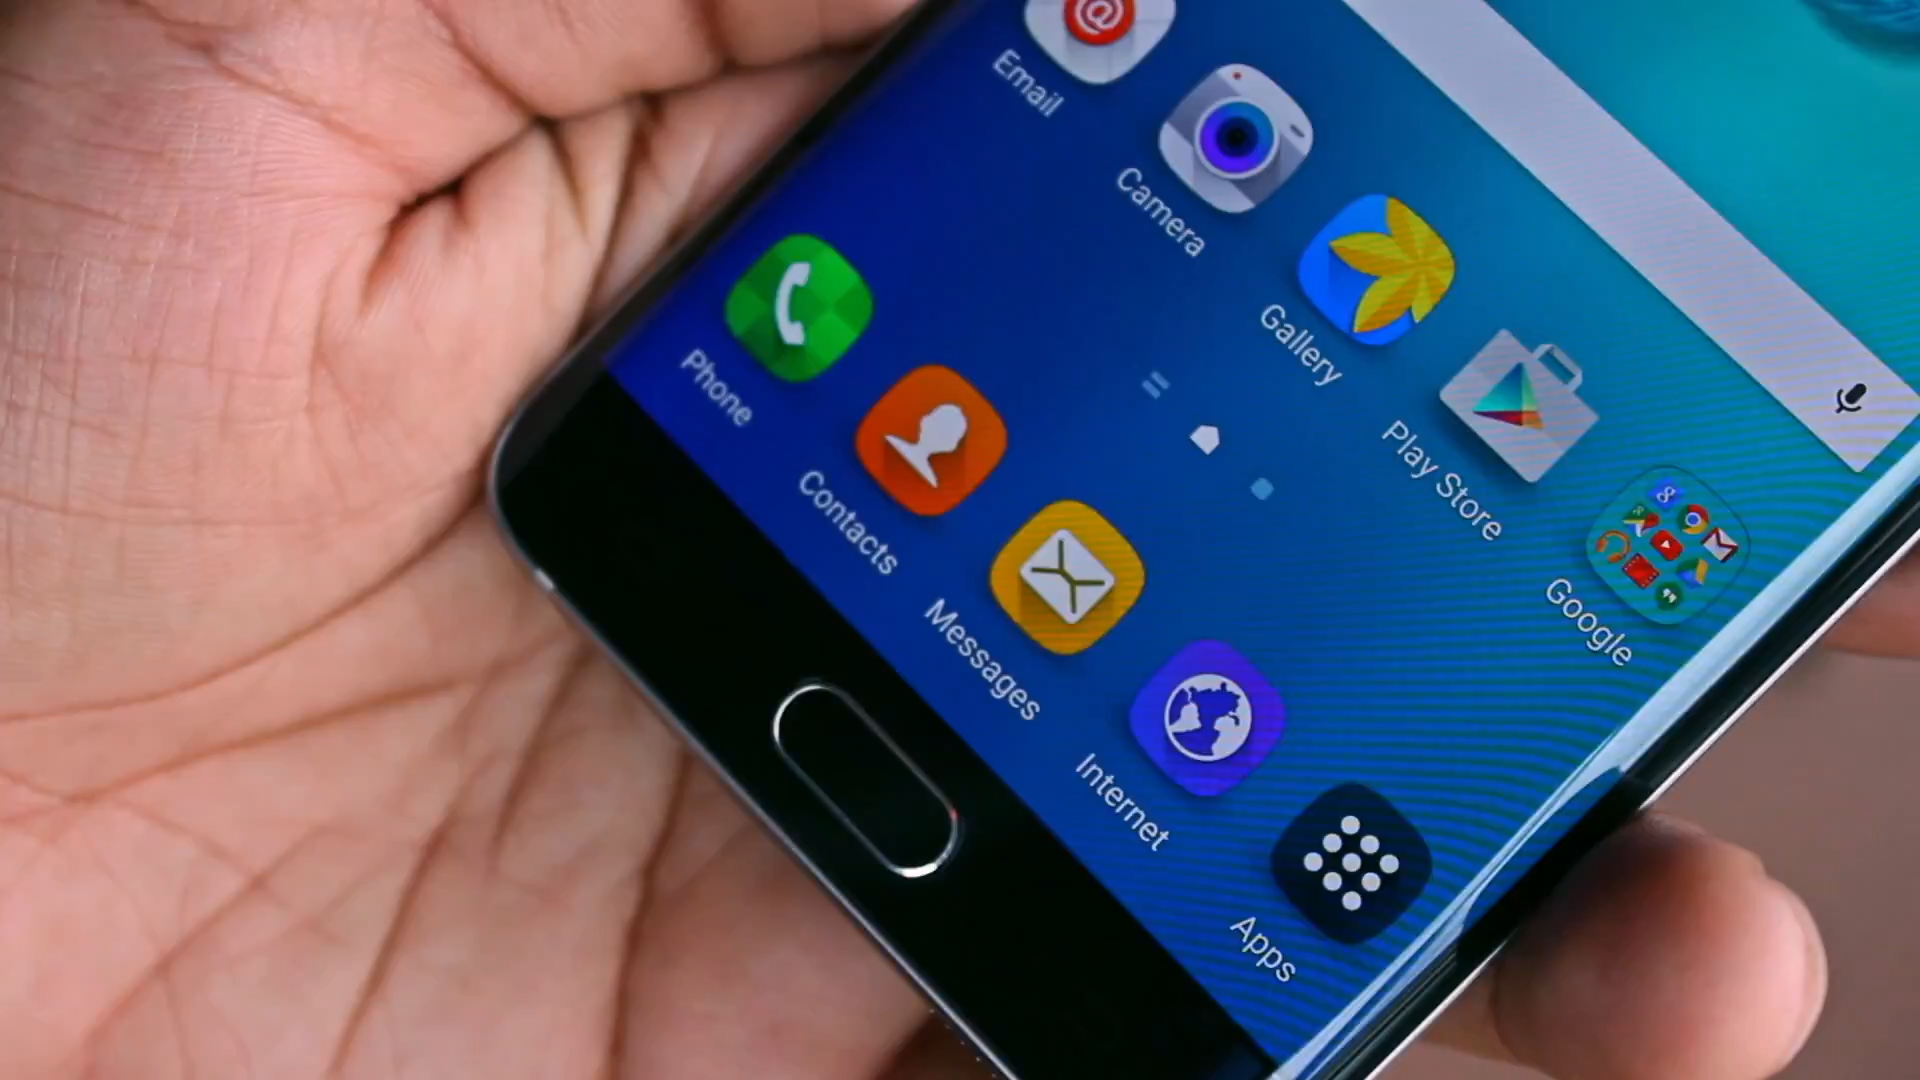 Email
Camera
Gallery
Play Store
Google
Phone
Contacts
Messages
Internet
Apps